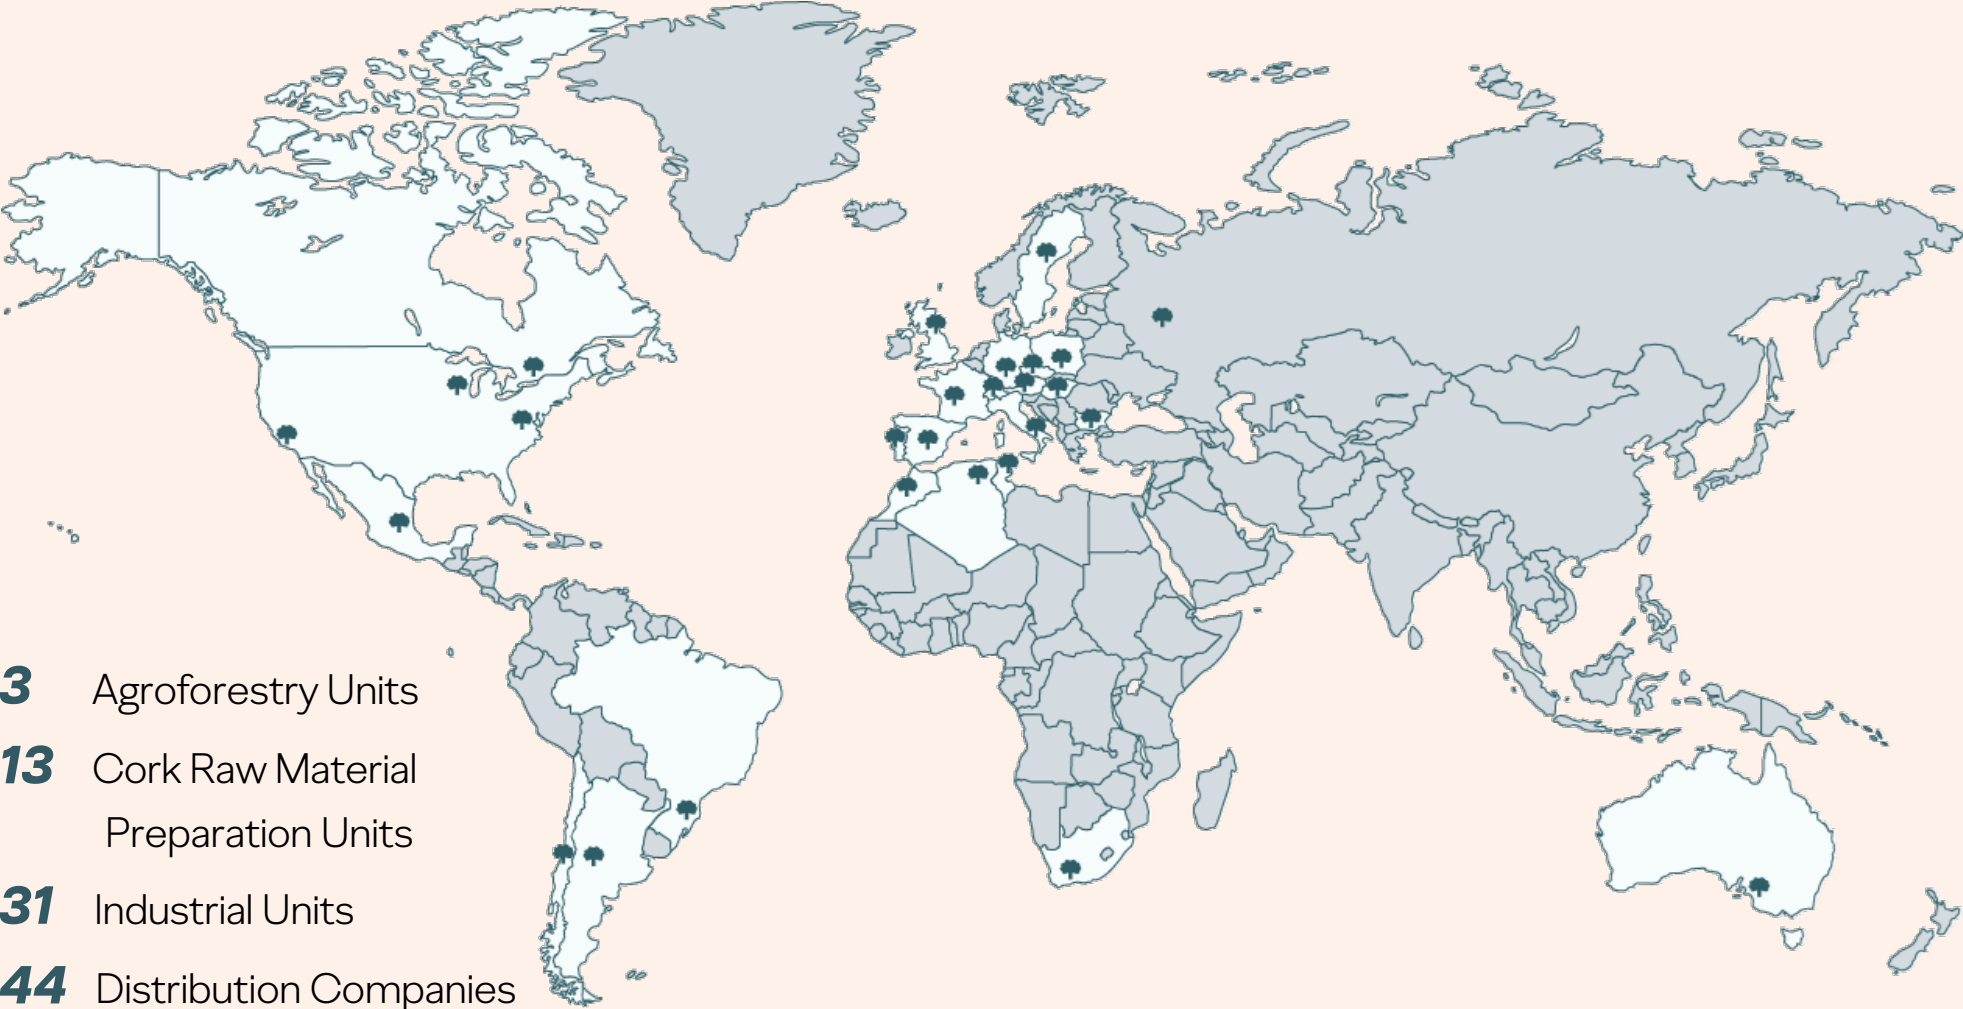 3 Agroforestry Units
13 Cork Raw Material
Preparation Units
31 Industrial Units
44 Distribution Companies